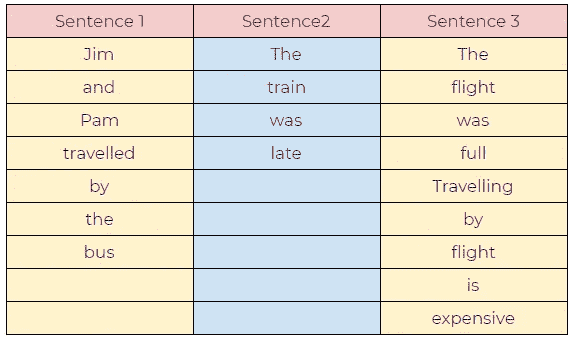 Sentence 1 Sentence2 Sentence 3
Jim The The
and train flight
Pam was was
travelled late full
by Travelling
the by
bus flight
is
expensive